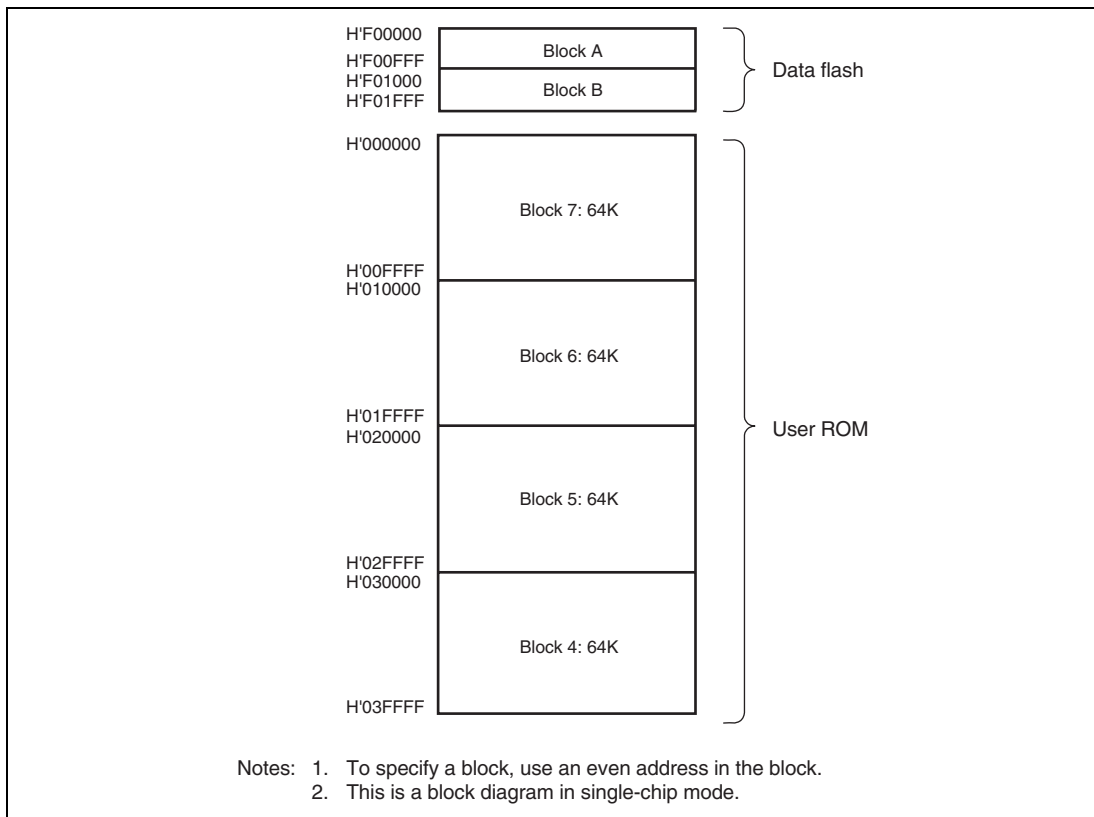 H'F00000
Block A
Data flash
H'F00FFF
H'F01000
Block B
H'F01FFF
H'000000
Block 7: 64K
H'00FFFF
H'010000
Block 6: 64K
H'01FFFF
H'020000
User ROM
Block 5: 64K
H'02FFFF
H'030000
Block 4: 64K
H'03FFFF
Notes: 1. To specify a block, use an even address in the block.
2. This is a block diagram in single-chip mode.